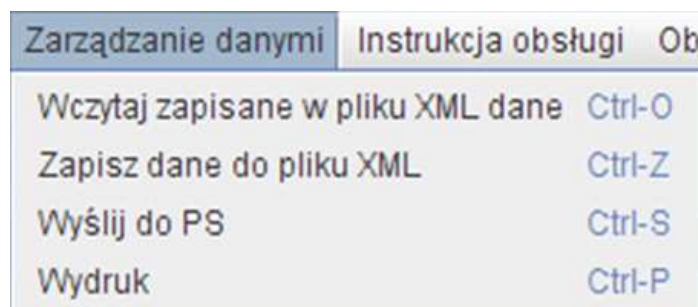 Zarządzanie danymi Instrukcja obsługi Ob
Wczytaj zapisane w pliku XML dane Ctrl-O
Zapisz dane do pliku XML Ctrl-Z
Wyślij do PS Ctrl-S
Wydruk Ctrl-P